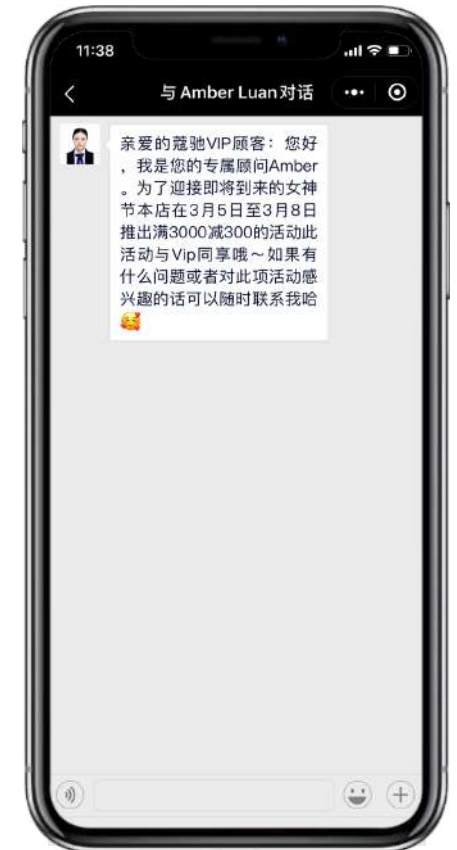 11:38
与 Amber Luan 对话
亲爱的蔻驰VIP顾客：您好
，我是您的专属顾问Amber
。为了迎接即将到来的女神
节本店在3月5日至3月8日
推出满3000减300的活动此
活动与Vip同享哦～如果有
什么问题或者对此项活动感
兴趣的话可以随时联系我哈